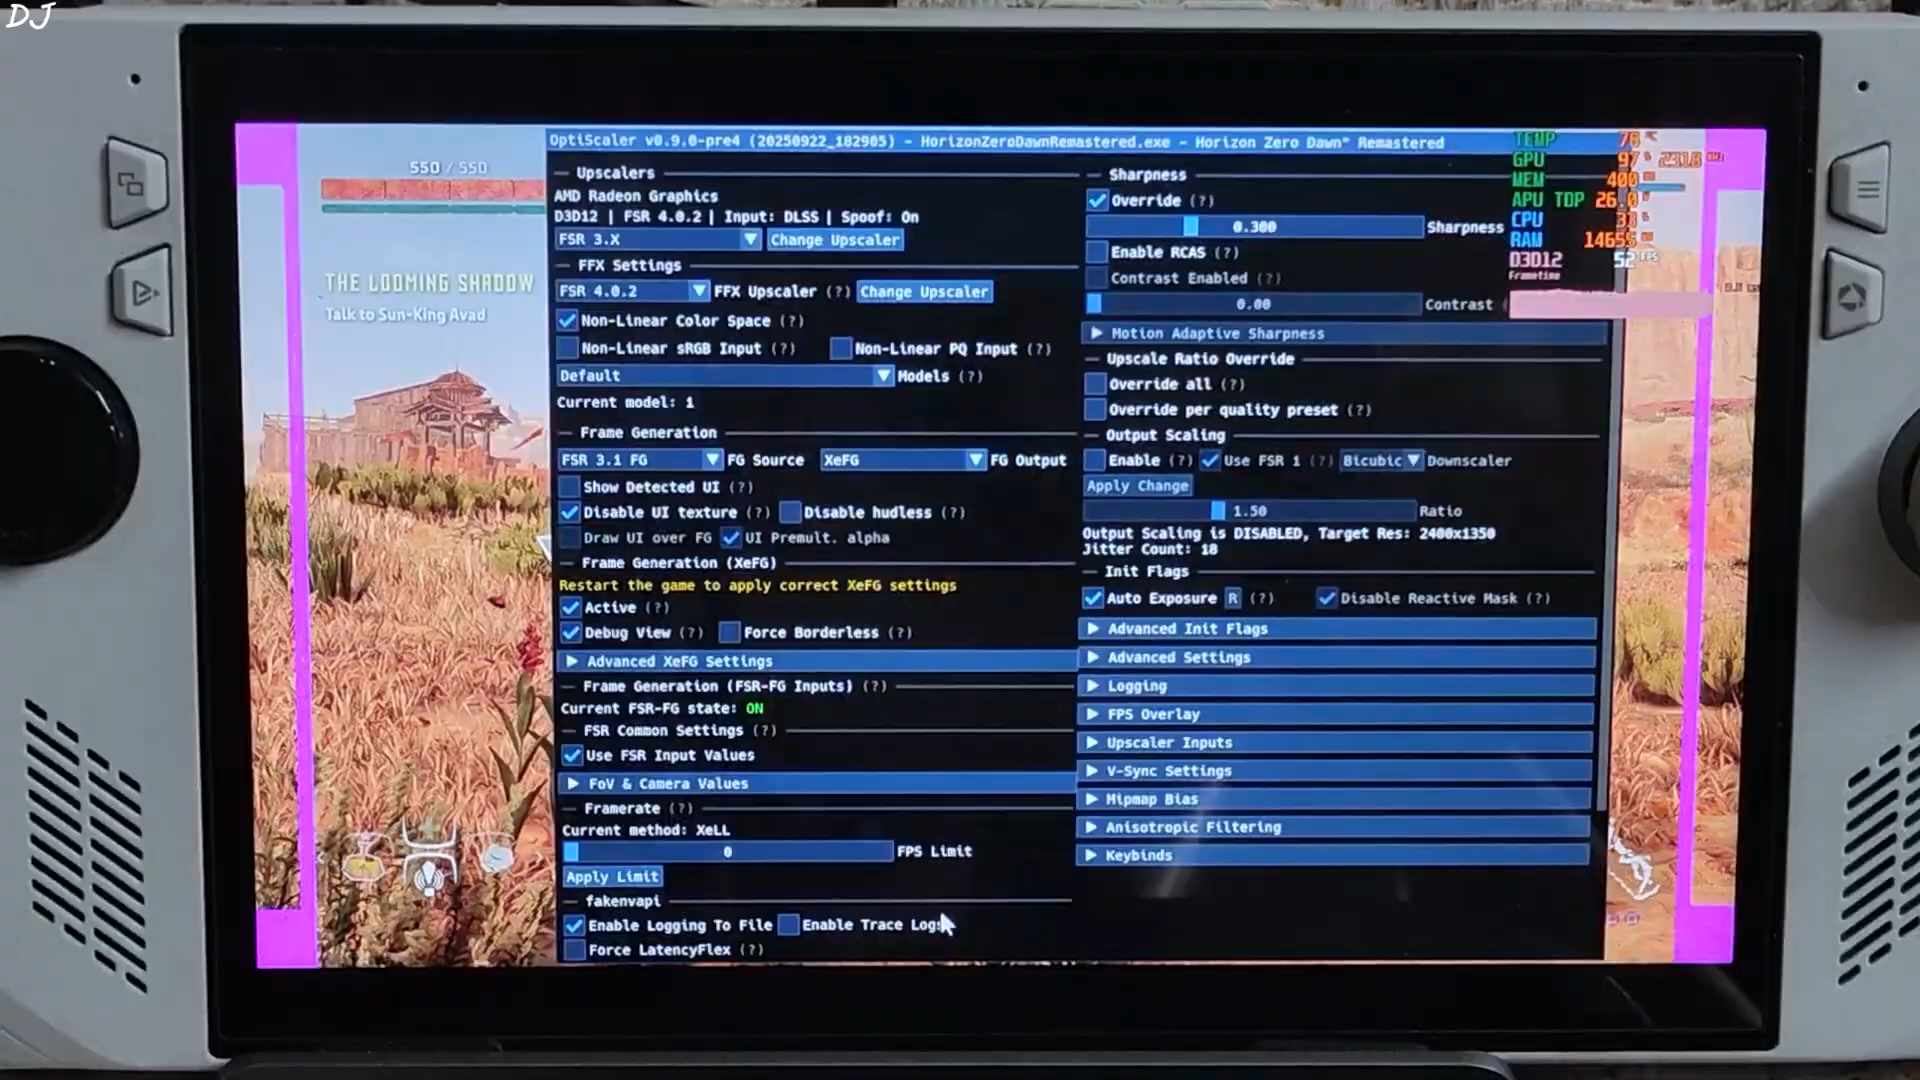 DJ
550 / 550
THE LOOMING SHADOW
Talk to Sun-King Avad
OptiScaler v0.9.0-pre4 (20250922_182905) - HorizonZeroDawnRemastered.exe - Horizon Zero Dawn™ Remastered
Upscalers
AMD Radeon Graphics
D3D12 | FSR 4.0.2 | Input: DLSS | Spoof: On
FSR 3.X Change Upscaler
FFX Settings
FSR 4.0.2 FFX Upscaler (?) Change Upscaler
Non-Linear Color Space (?)
Non-Linear sRGB Input (?) Non-Linear PQ Input (?)
Default Models (?)
Current model: 1
Frame Generation
FSR 3.1 FG FG Source XeFG FG Output
Show Detected UI (?)
Disable UI texture (?) Disable hudless (?)
Draw UI over FG UI Premult. alpha
Frame Generation (XeFG)
Restart the game to apply correct XeFG settings
Active (?)
Debug View (?) Force Borderless (?)
Advanced XeFG Settings
Frame Generation (FSR-FG Inputs) (?)
Current FSR-FG state: ON
FSR Common Settings (?)
Use FSR Input Values
FoV & Camera Values
Framerate (?)
Current method: XeLL
0 FPS Limit
Apply Limit
fakenvapi
Enable Logging To File Enable Trace Logs
Force LatencyFlex (?)
Sharpness
Override (?)
0.300 Sharpness
Enable RCAS (?)
Contrast Enabled (?)
0.00 Contrast (
Motion Adaptive Sharpness
Upscale Ratio Override
Override all (?)
Override per quality preset (?)
Output Scaling
Enable (?) Use FSR 1 (?) Bicubic Downscaler
Apply Change
1.50 Ratio
Output Scaling is DISABLED, Target Res: 2400x1350
Jitter Count: 18
Init Flags
Auto Exposure R (?) Disable Reactive Mask (?)
Advanced Init Flags
Advanced Settings
Logging
FPS Overlay
Upscaler Inputs
V-Sync Settings
Mipmap Bias
Anisotropic Filtering
Keybinds
TEMP 78 °C
GPU 97 % 2318 MHz
MEM 400
APU TDP 26.0
CPU 33
RAM 14655
D3D12 52 FPS
Frametime